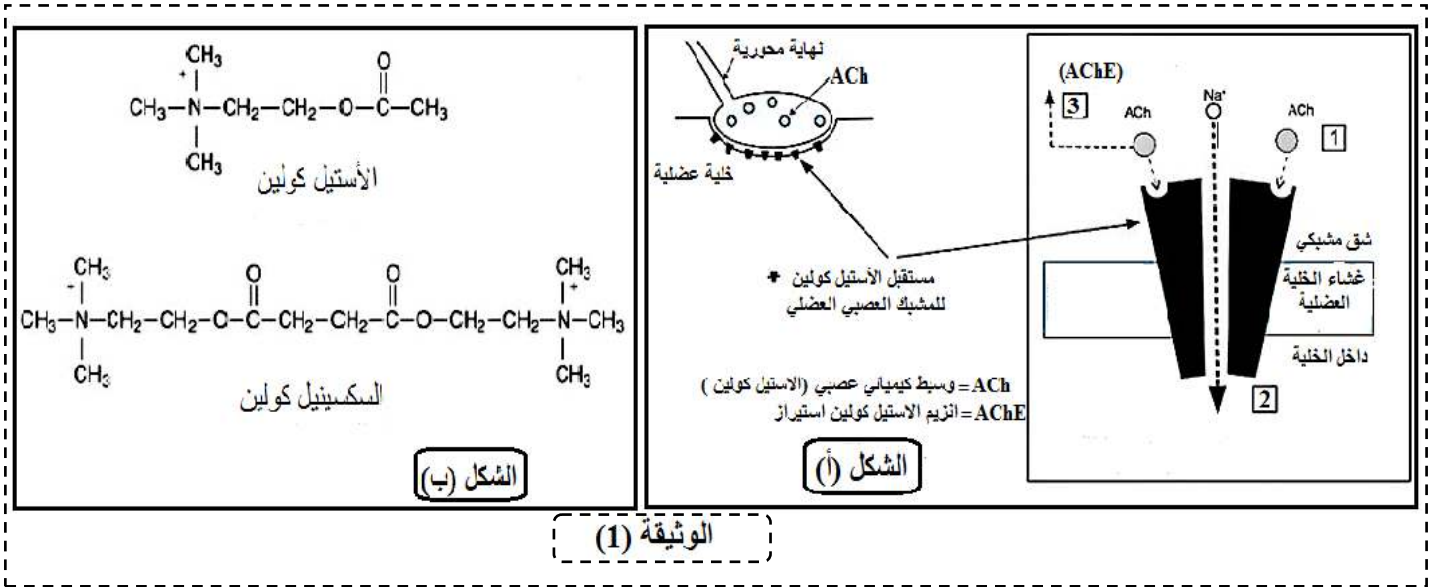 نهاية محورية
ACh
خلية عضلية
مستقبل الأستيل كولين
للمشبك العصبي العضلي
ACh = وسيط كيميائي عصبي (الاستيل كولين )
AChE = انزيم الاستيل كولين استيراز
الشكل (أ)
(AChE)
3
ACh
Na+
ACh
1
شق مشبكي
غشاء الخلية
العضلية
داخل الخلية
2
CH3
+
O
CH3–N–CH2–CH2–O–C–CH3
CH3
الأستيل كولين
CH3
+
O
O
CH3
+
CH3–N–CH2–CH2–O–C–CH2–CH2–C–O–CH2–CH2–N–CH3
CH3
CH3
السكسينيل كولين
الشكل (ب)
الوثيقة (1)